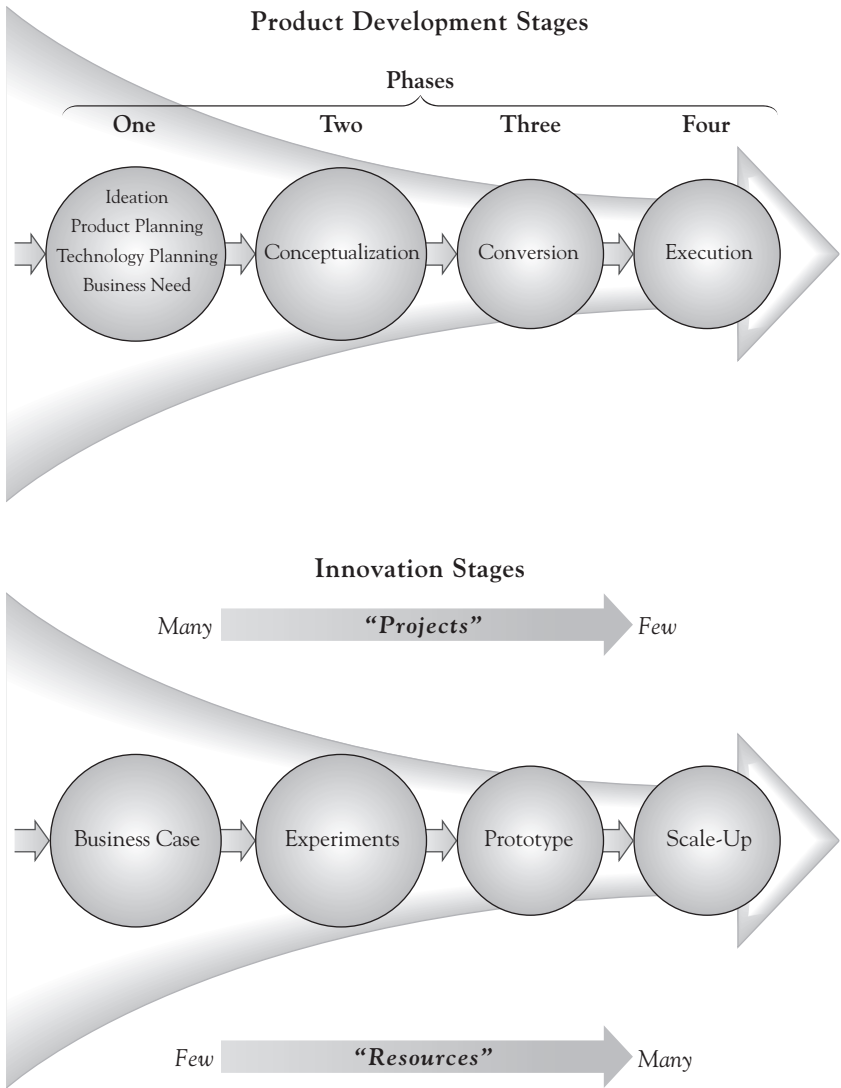 Product Development Stages
Phases
One Two Three Four
Ideation
Product Planning
Technology Planning
Business Need
Conceptualization
Conversion
Execution
Innovation Stages
Many “Projects” Few
Business Case
Experiments
Prototype
Scale-Up
Few “Resources” Many